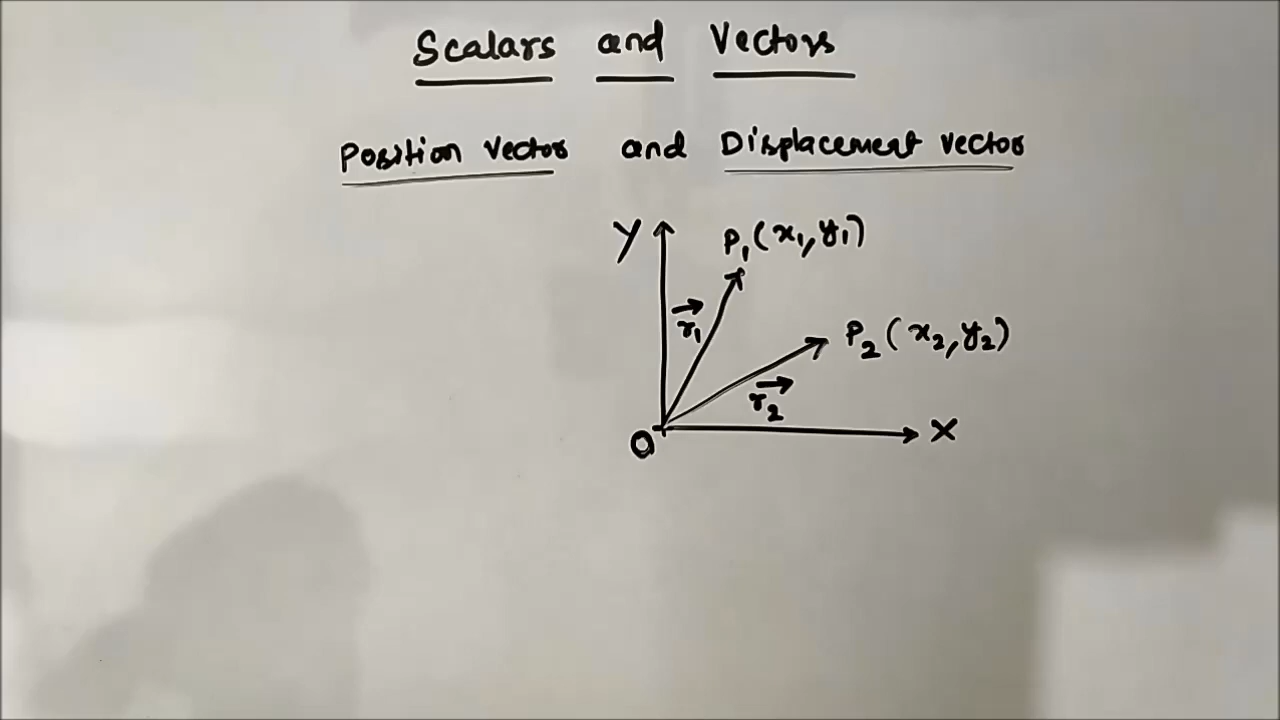 Scalars and Vectors
Position vector and Displacement vector
Y
P₁(x₁,y₁)
r₁
P₂(x₂,y₂)
r₂
O
X